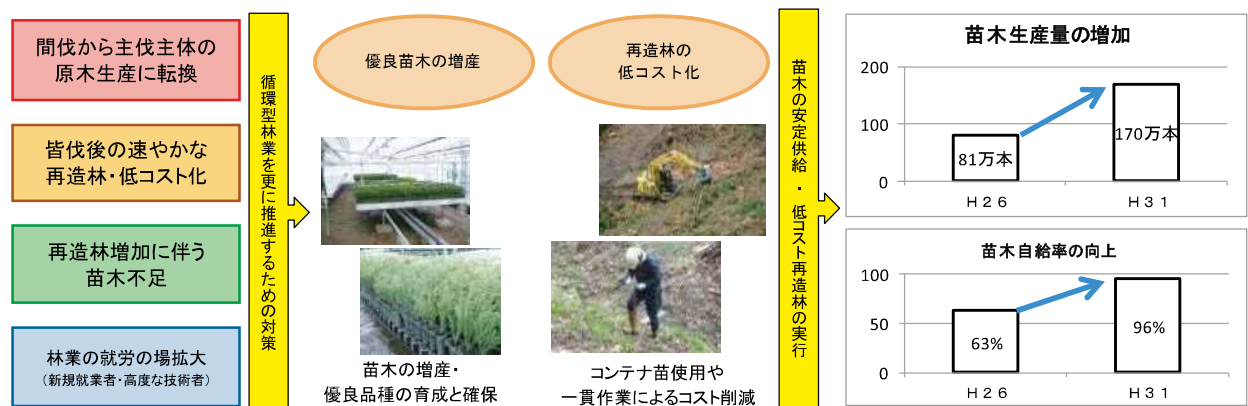 間伐から主伐主体の
原木生産に転換
皆伐後の速やかな
再造林・低コスト化
再造林増加に伴う
苗木不足
林業の就労の場拡大
（新規就業者・高度な技術者）
循環型林業を更に推進するための対策
優良苗木の増産
苗木の増産・
優良品種の育成と確保
再造林の
低コスト化
コンテナ苗使用や
一貫作業によるコスト削減
苗木の安定供給・低コスト再造林の実行
苗木生産量の増加
200
100
0
81万本
170万本
H26
H31
苗木自給率の向上
100
50
0
63%
96%
H26
H31